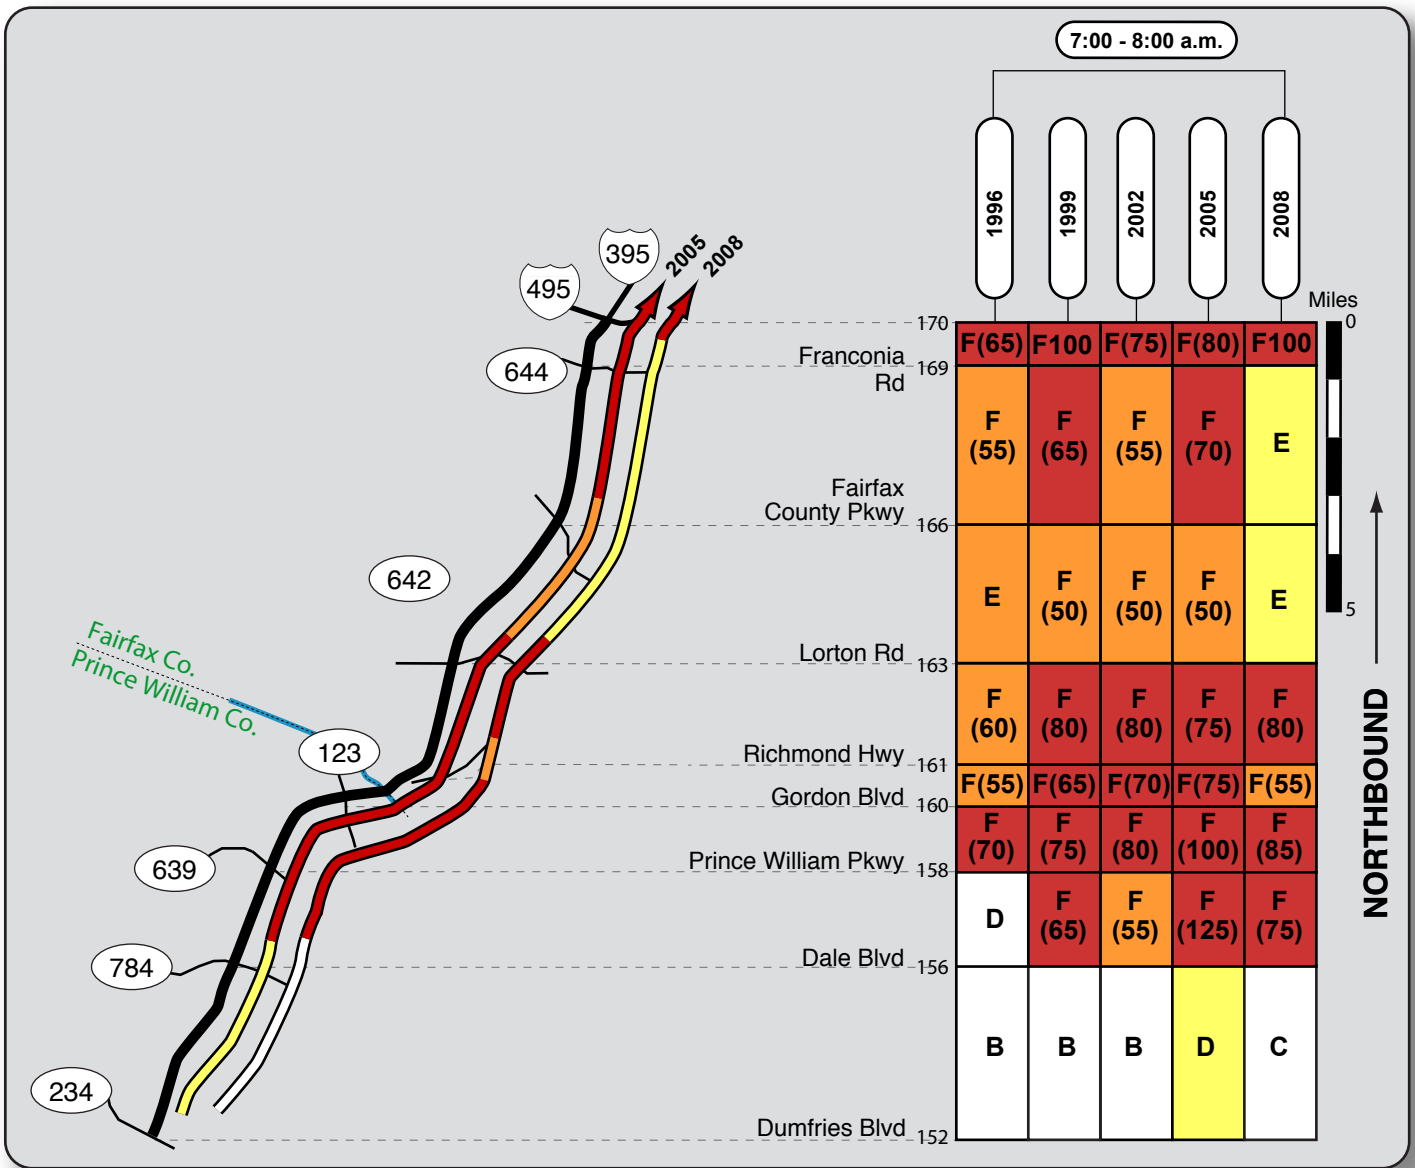 7:00 - 8:00 a.m.
1996
1999
2002
2005
2008
395
495
2005
2008
Miles
0
5
170
F(65) F100 F(75) F(80) F100
Franconia
Rd
169
644
F
(55)
F
(65)
F
(55)
F
(70)
E
Fairfax
County Pkwy
166
642
E
F
(50)
F
(50)
F
(50)
E
Lorton Rd
163
Fairfax Co.
Prince William Co.
F
(60)
F
(80)
F
(80)
F
(75)
F
(80)
123
Richmond Hwy
161
F(55) F(65) F(70) F(75) F(55)
Gordon Blvd
160
F
(70)
F
(75)
F
(80)
F
(100)
F
(85)
639
Prince William Pkwy
158
D
F
(65)
F
(55)
F
(125)
F
(75)
784
Dale Blvd
156
B B B D C
234
Dumfries Blvd
152
NORTHBOUND